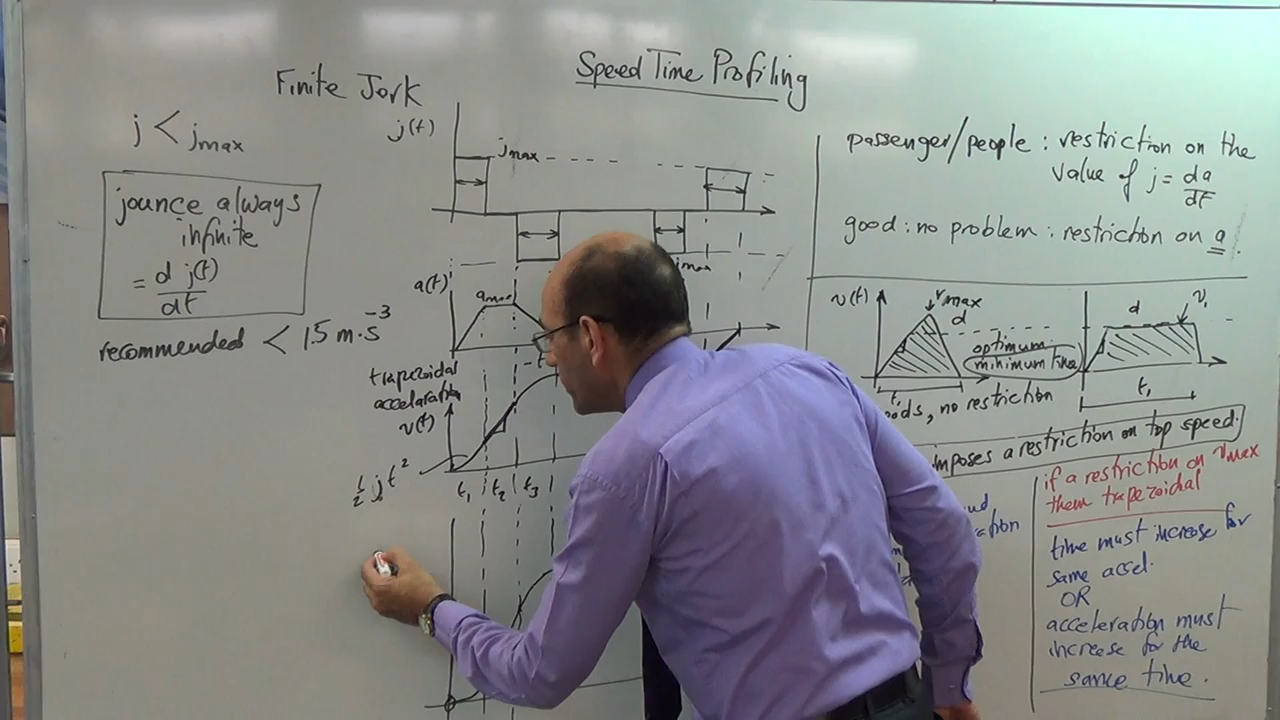 Speed Time Profiling
Finite Jerk
j < jmax
jounce always
infinite
= d j(t)
dt
recommended < 1.5 m.s-3
j(t)
jmax
a(t)
amax
trapezoidal
acceleration
v(t)
1/2 j t2
t1 t2 t3
passenger/people : restriction on the
value of j = da
dt
good : no problem : restriction on a
v(t)
vmax
d
optimum
minimum time
d
v1
t1
, no restriction
imposes a restriction on top speed.
if a restriction on vmax
them trapezoidal
time must increase for
same accel.
OR
acceleration must
increase for the
same time.